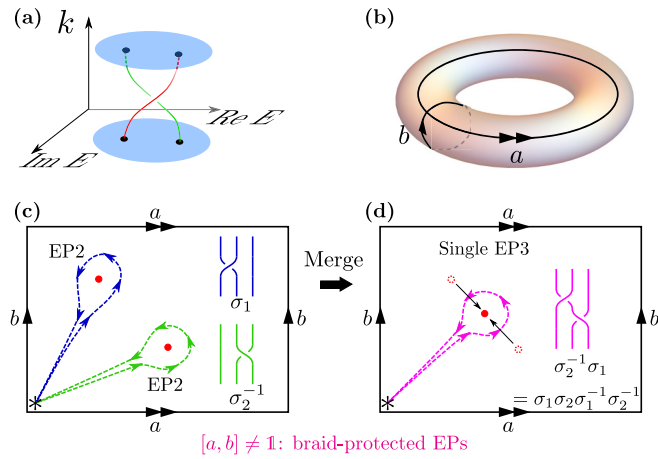 (a)
k
Re E
Im E
(b)
b
a
(c)
a
EP2
σ₁
b
b
EP2
σ₂⁻¹
*
a
Merge
(d)
a
Single EP3
b
b
σ₂⁻¹σ₁
= σ₁σ₂σ₁⁻¹σ₂⁻¹
*
a
[a, b] ≠ 𝟙: braid-protected EPs